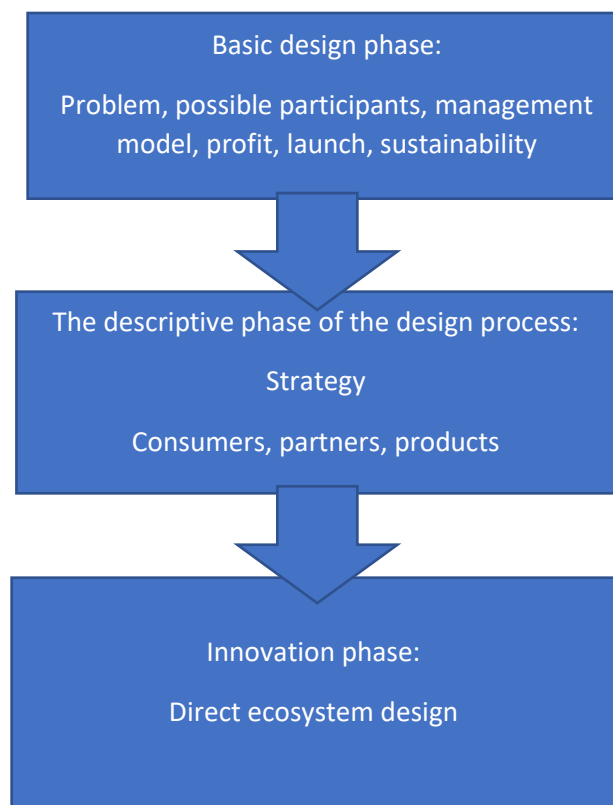 Basic design phase:
Problem, possible participants, management
model, profit, launch, sustainability
The descriptive phase of the design process:
Strategy
Consumers, partners, products
Innovation phase:
Direct ecosystem design